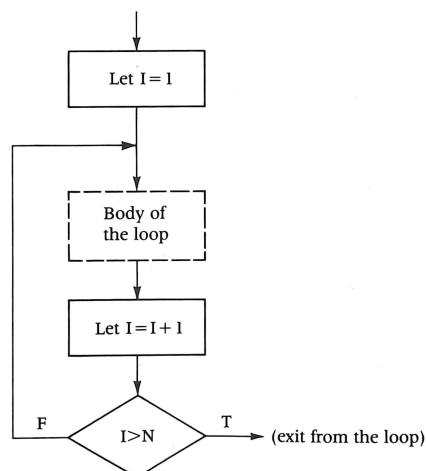 Let I = 1
Body of
the loop
Let I = I + 1
F
I>N
T
(exit from the loop)